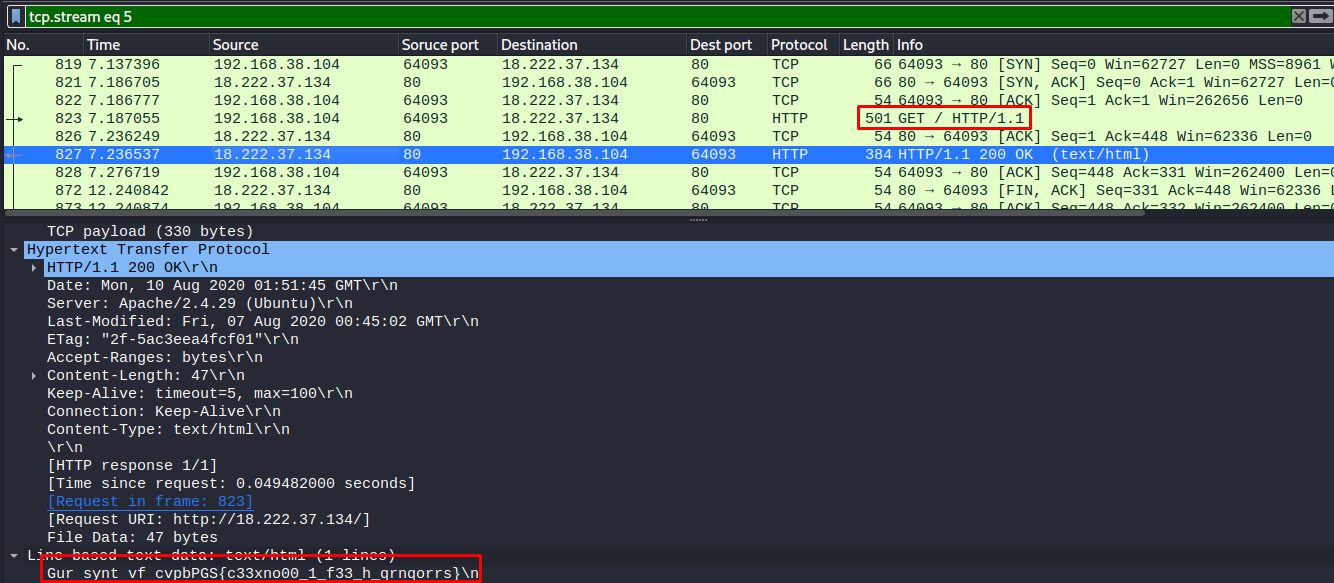 tcp.stream eq 5
No. Time Source Soruce port Destination Dest port Protocol Length Info
819 7.137396 192.168.38.104 64093 18.222.37.134 80 TCP 66 64093 → 80 [SYN] Seq=0 Win=62727 Len=0 MSS=8961
821 7.186705 18.222.37.134 80 192.168.38.104 64093 TCP 66 80 → 64093 [SYN, ACK] Seq=0 Ack=1 Win=62727
822 7.186777 192.168.38.104 64093 18.222.37.134 80 TCP 54 64093 → 80 [ACK] Seq=1 Ack=1 Win=262656 Len=0
823 7.187055 192.168.38.104 64093 18.222.37.134 80 HTTP 501 GET / HTTP/1.1
826 7.236249 18.222.37.134 80 192.168.38.104 64093 TCP 54 80 → 64093 [ACK] Seq=1 Ack=448 Win=62336 Len=0
827 7.236537 18.222.37.134 80 192.168.38.104 64093 HTTP 384 HTTP/1.1 200 OK (text/html)
828 7.276719 192.168.38.104 64093 18.222.37.134 80 TCP 54 64093 → 80 [ACK] Seq=448 Ack=331 Win=262400 Len=
872 12.240842 18.222.37.134 80 192.168.38.104 64093 TCP 54 80 → 64093 [FIN, ACK] Seq=331 Ack=448 Win=62336
873 12.240874 192.168.38.104 64093 18.222.37.134 80 TCP 54 64093 → 80 [ACK] Seq=448 Ack=332 Win=262400 Len=
TCP payload (330 bytes)
Hypertext Transfer Protocol
HTTP/1.1 200 OK\r\n
Date: Mon, 10 Aug 2020 01:51:45 GMT\r\n
Server: Apache/2.4.29 (Ubuntu)\r\n
Last-Modified: Fri, 07 Aug 2020 00:45:02 GMT\r\n
ETag: "2f-5ac3eea4fcf01"\r\n
Accept-Ranges: bytes\r\n
Content-Length: 47\r\n
Keep-Alive: timeout=5, max=100\r\n
Connection: Keep-Alive\r\n
Content-Type: text/html\r\n
\r\n
[HTTP response 1/1]
[Time since request: 0.049482000 seconds]
[Request in frame: 823]
[Request URI: http://18.222.37.134/]
File Data: 47 bytes
Line-based text data: text/html (1 lines)
Gur synt vf cvpbPGS{c33xno00_1_f33_h_qrnqorrs}\n